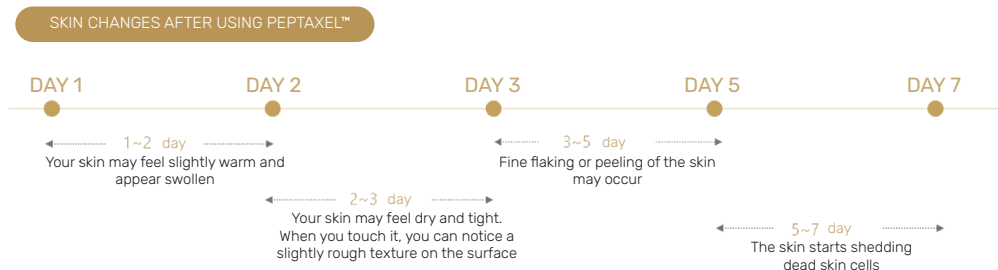 SKIN CHANGES AFTER USING PEPTAXEL™
DAY 1
DAY 2
DAY 3
DAY 5
DAY 7
1~2 day
Your skin may feel slightly warm and
appear swollen
2~3 day
Your skin may feel dry and tight.
When you touch it, you can notice a
slightly rough texture on the surface
3~5 day
Fine flaking or peeling of the skin
may occur
5~7 day
The skin starts shedding
dead skin cells